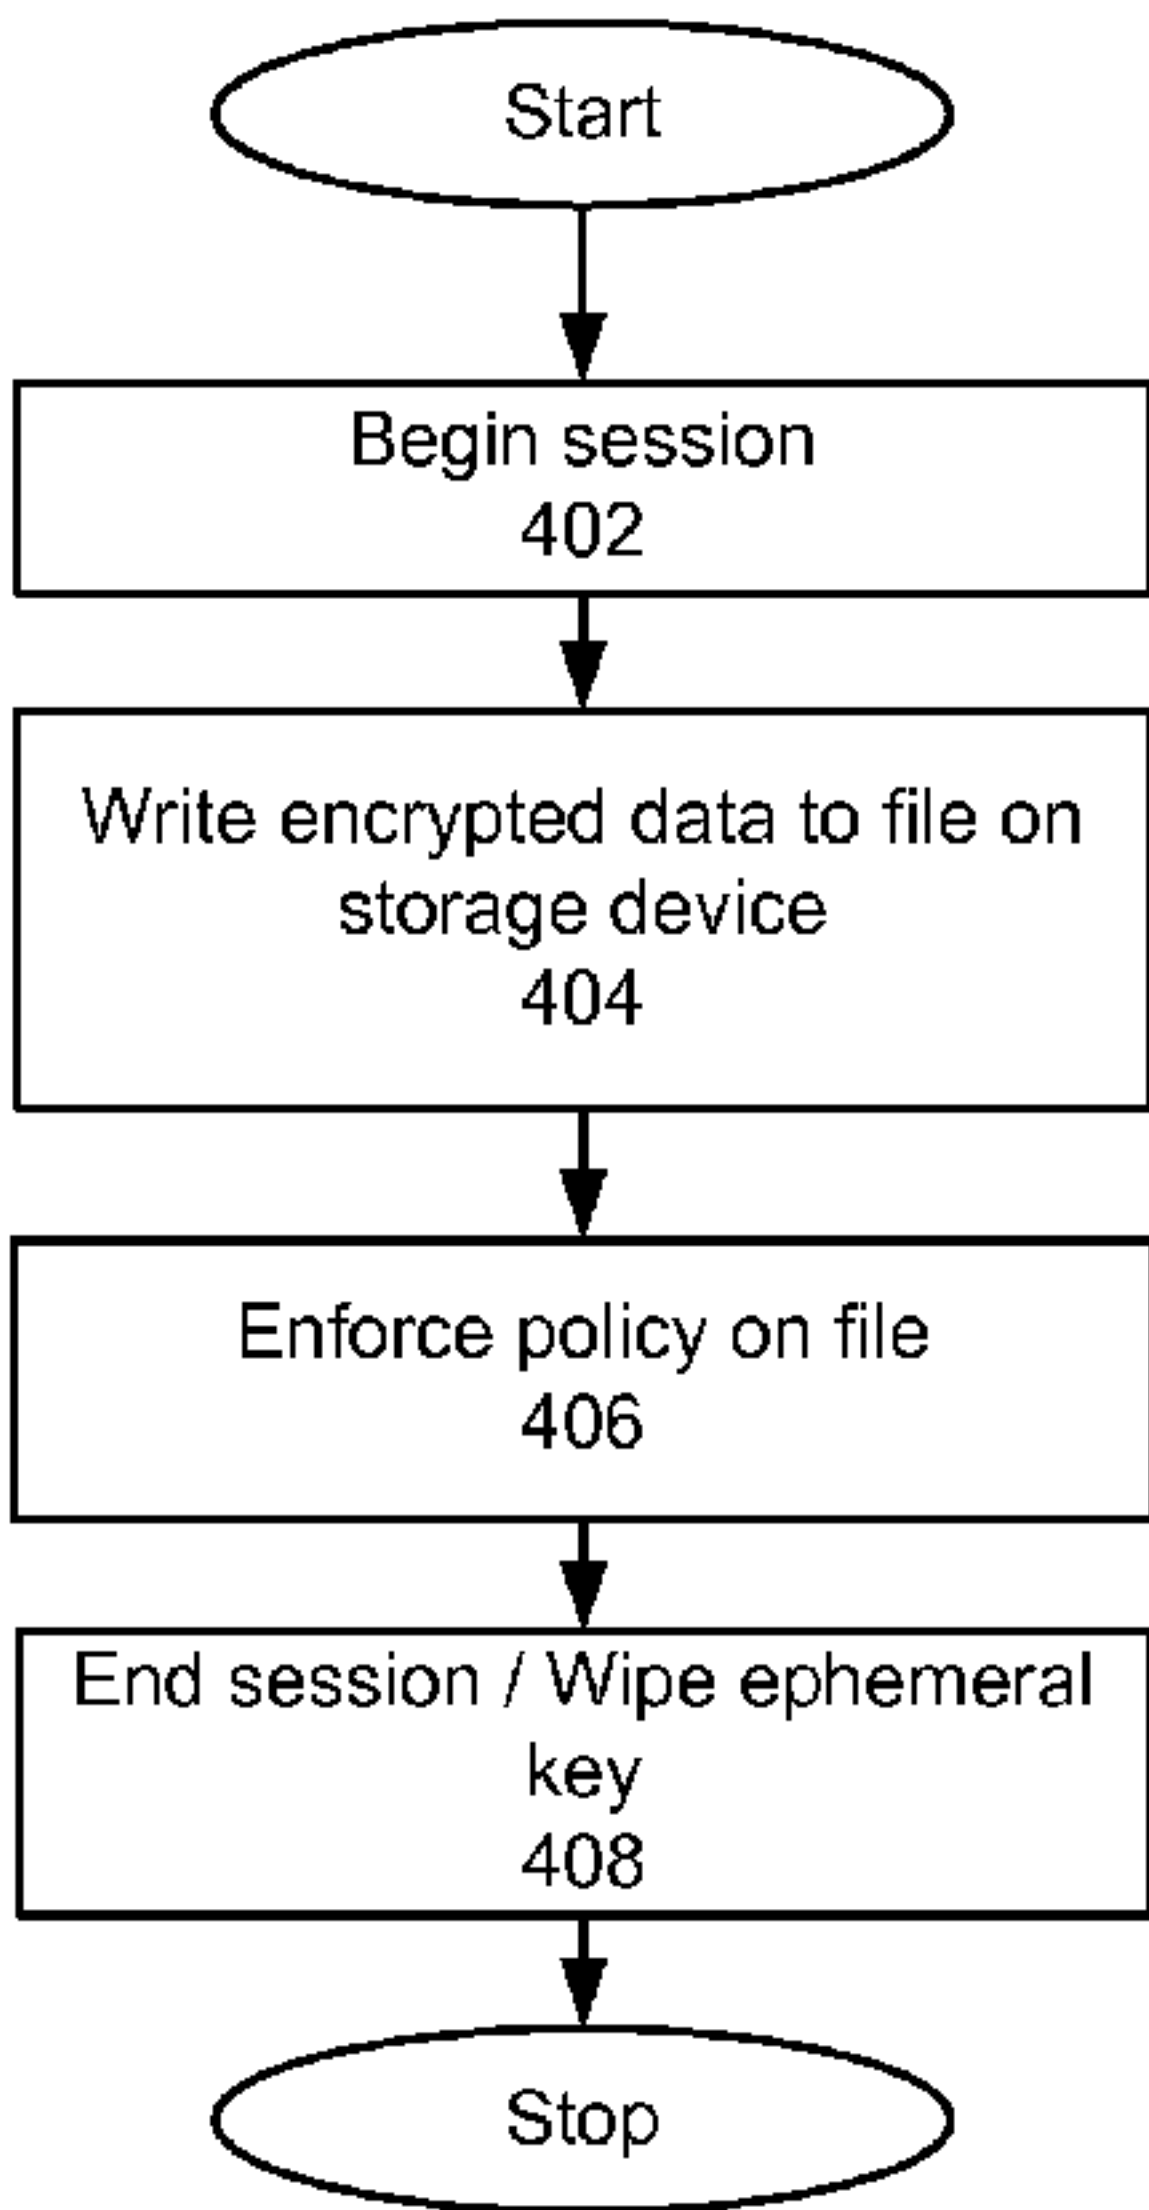 Start
Begin session
402
Write encrypted data to file on
storage device
404
Enforce policy on file
406
End session / Wipe ephemeral
key
408
Stop